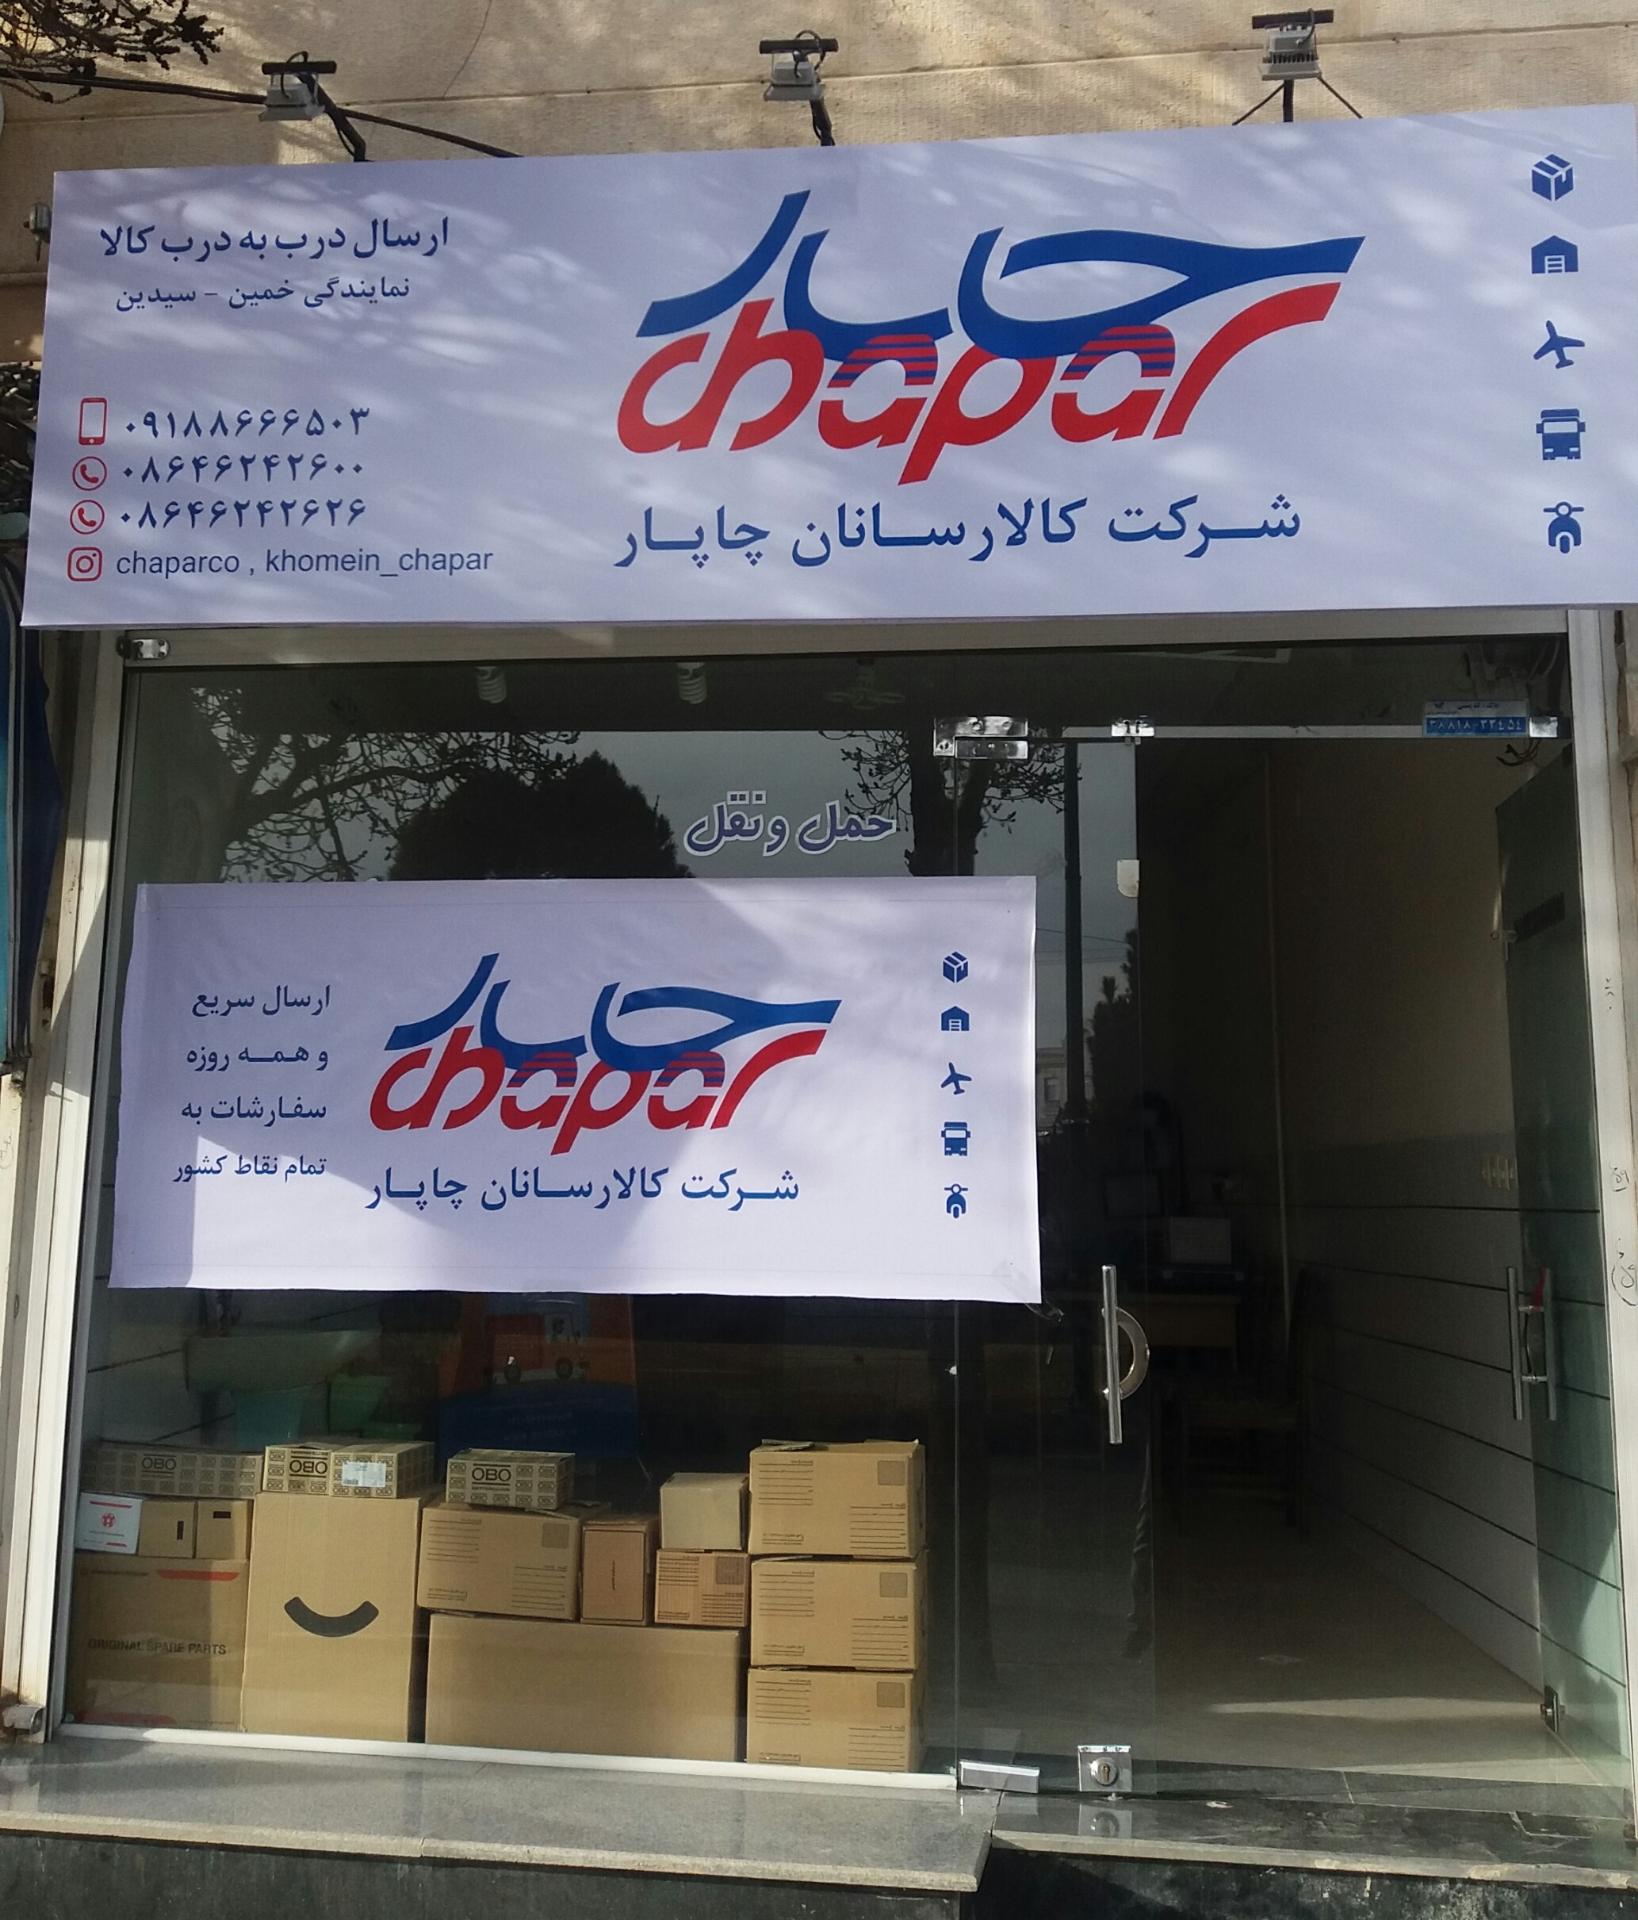 ارسال درب به درب کالا
نمایندگی خمین - سیدین
۰۹۱۸۸۶۶۶۵۰۳
۰۸۶۴۶۲۴۲۶۰۰
۰۸۶۴۶۲۴۲۶۲۶
chaparco , khomein_chapar
چاپار
chapar
شرکت کالارسانان چاپار
حمل و نقل
ارسال سریع
و همه روزه
سفارشات به
تمام نقاط کشور
چاپار
chapar
شرکت کالارسانان چاپار
OBO
OBO
OBO
ORIGINAL SPARE PARTS